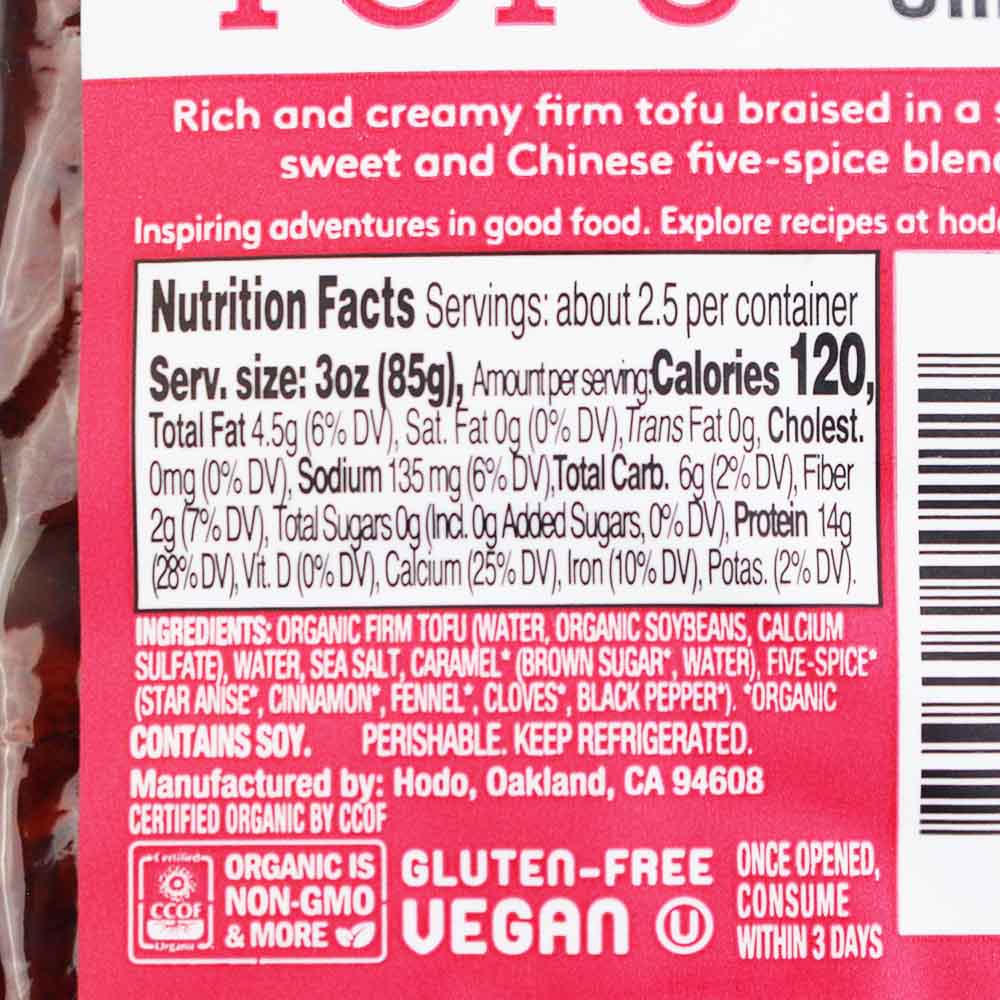 TOFU
Rich and creamy firm tofu braised in a
sweet and Chinese five-spice
Inspiring adventures in good food. Explore recipes at
Nutrition Facts Servings: about 2.5 per container
Serv. size: 3oz (85g), Amount per serving: Calories 120,
Total Fat 4.5g (6% DV), Sat. Fat 0g (0% DV), Trans Fat 0g, Cholest.
0mg (0% DV), Sodium 135 mg (6% DV), Total Carb. 6g (2% DV), Fiber
2g (7% DV), Total Sugars 0g (Incl. 0g Added Sugars, 0% DV), Protein 14g
(28% DV), Vit. D (0% DV), Calcium (25% DV), Iron (10% DV), Potas. (2% DV).
INGREDIENTS: ORGANIC FIRM TOFU (WATER, ORGANIC SOYBEANS, CALCIUM
SULFATE), WATER, SEA SALT, CARAMEL* (BROWN SUGAR*, WATER), FIVE-SPICE*
(STAR ANISE*, CINNAMON*, FENNEL*, CLOVES*, BLACK PEPPER*). *ORGANIC
CONTAINS SOY. PERISHABLE. KEEP REFRIGERATED.
Manufactured by: Hodo, Oakland, CA 94608
CERTIFIED ORGANIC BY CCOF
Certified
CCOF
Organic
ORGANIC IS
NON-GMO
& MORE
GLUTEN-FREE
VEGAN U
ONCE OPENED,
CONSUME
WITHIN 3 DAYS